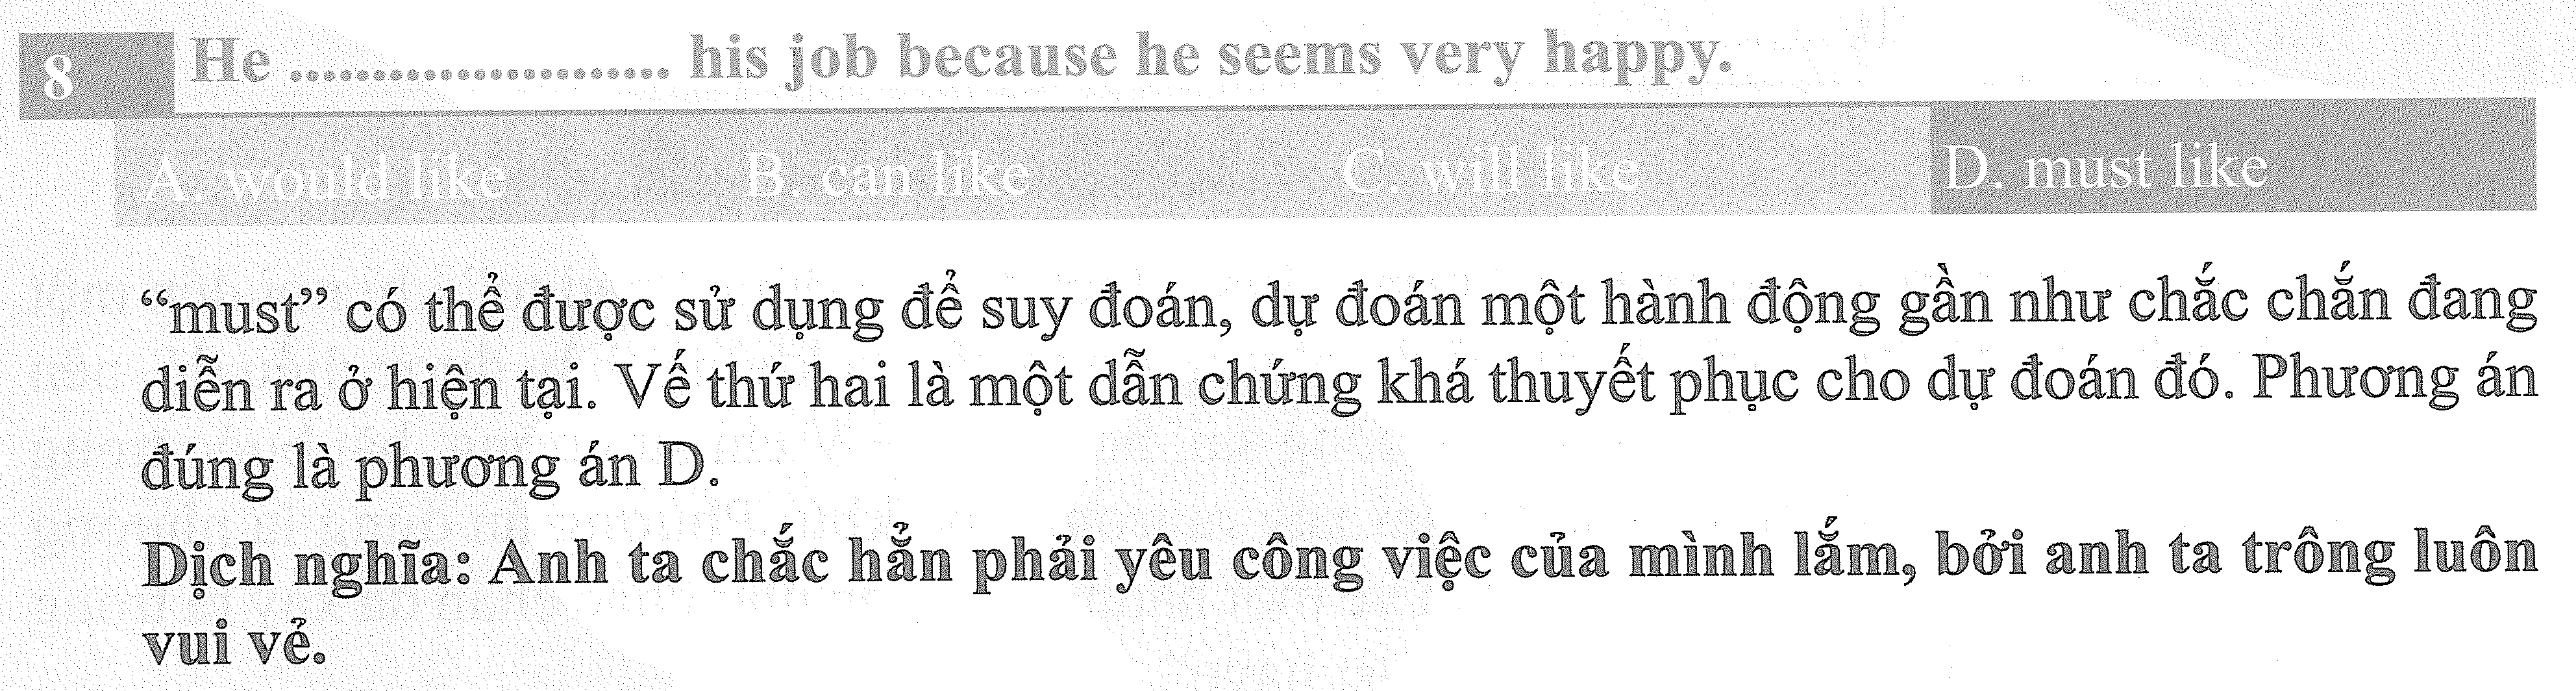 8 He ....................... his job because he seems very happy.
A. would like B. can like C. will like D. must like
“must” có thể được sử dụng để suy đoán, dự đoán một hành động gần như chắc chắn đang
diễn ra ở hiện tại. Vế thứ hai là một dẫn chứng khá thuyết phục cho dự đoán đó. Phương án
đúng là phương án D.
Dịch nghĩa: Anh ta chắc hẳn phải yêu công việc của mình lắm, bởi anh ta trông luôn
vui vẻ.